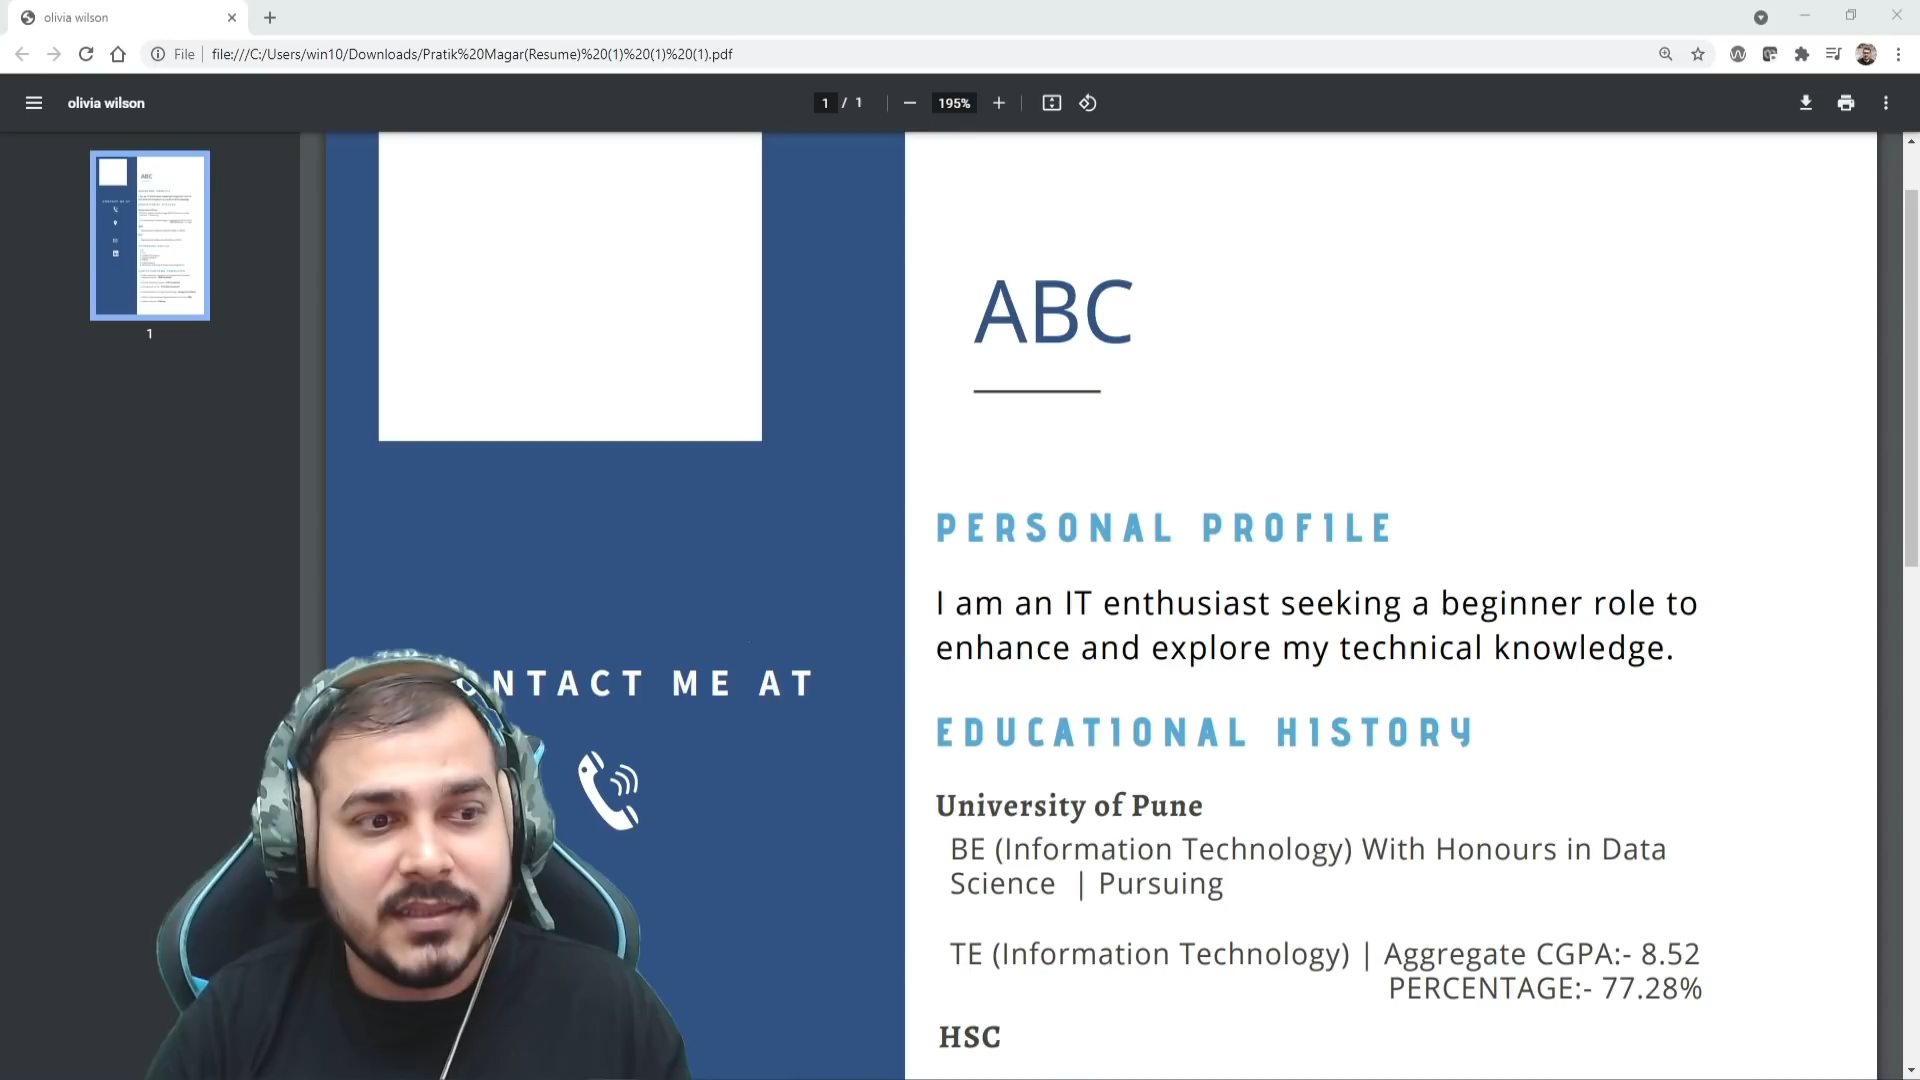 olivia wilson
File
file:///C:/Users/win10/Downloads/Pratik%20Magar(Resume)%20(1)%20(1)%20(1).pdf
olivia wilson
1 / 1
195%
ABC
1
ABC
PERSONAL PROFILE
I am an IT enthusiast seeking a beginner role to
enhance and explore my technical knowledge.
ONTACT ME AT
EDUCATIONAL HISTORY
University of Pune
BE (Information Technology) With Honours in Data
Science | Pursuing
TE (Information Technology) | Aggregate CGPA:- 8.52
PERCENTAGE:- 77.28%
HSC